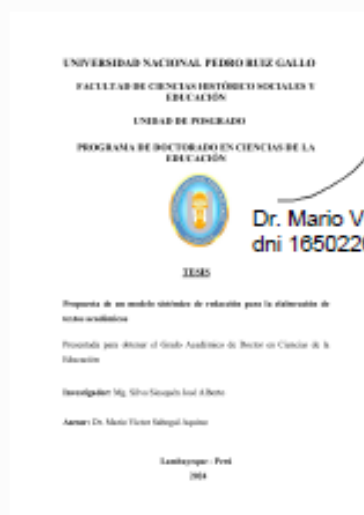 UNIVERSIDAD NACIONAL PEDRO RUIZ GALLO
FACULTAD DE CIENCIAS HISTÓRICO SOCIALES Y
EDUCACIÓN
UNIDAD DE POSGRADO
PROGRAMA DE DOCTORADO EN CIENCIAS DE LA
EDUCACIÓN
Dr. Mario V
dni 1650220
TESIS
Propuesta de un modelo sistémico de redacción para la elaboración de
textos académicos
Presentada para obtener el Grado Académico de Doctor en Ciencias de la
Educación
Investigador: Mg. Silva José Alberto
Asesor: Dr. Mario Víctor Sabogal Aquino
Lambayeque - Perú
2024